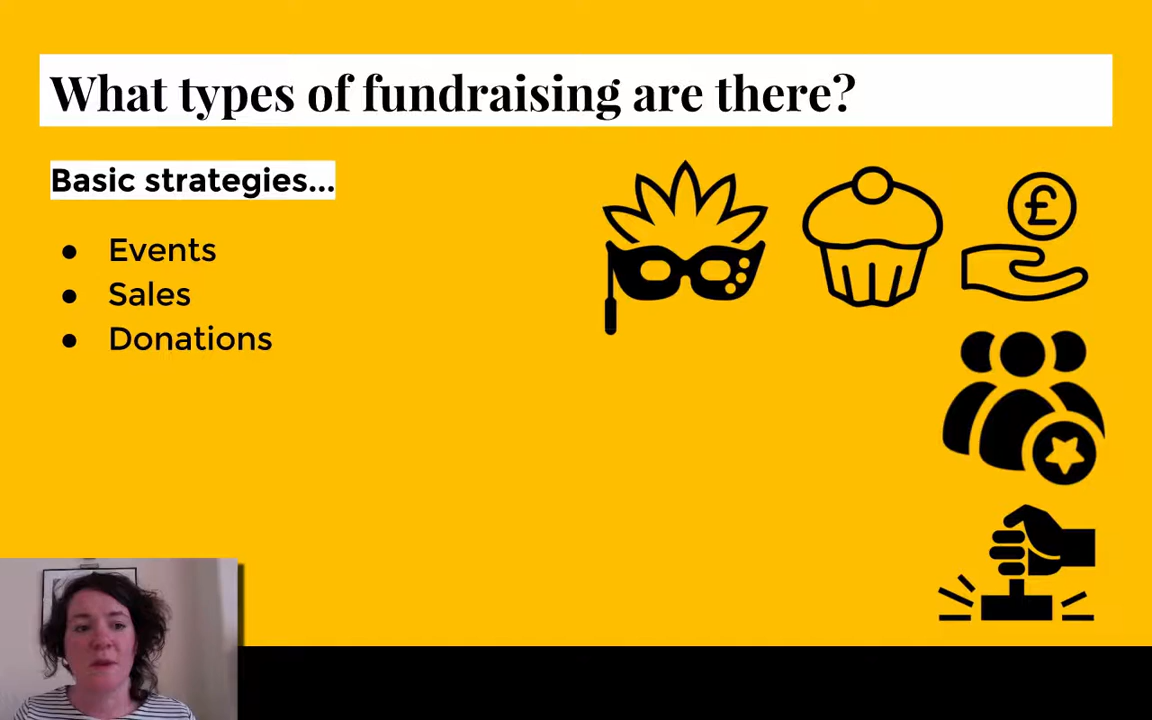 What types of fundraising are there?
Basic strategies...
● Events
● Sales
● Donations
£